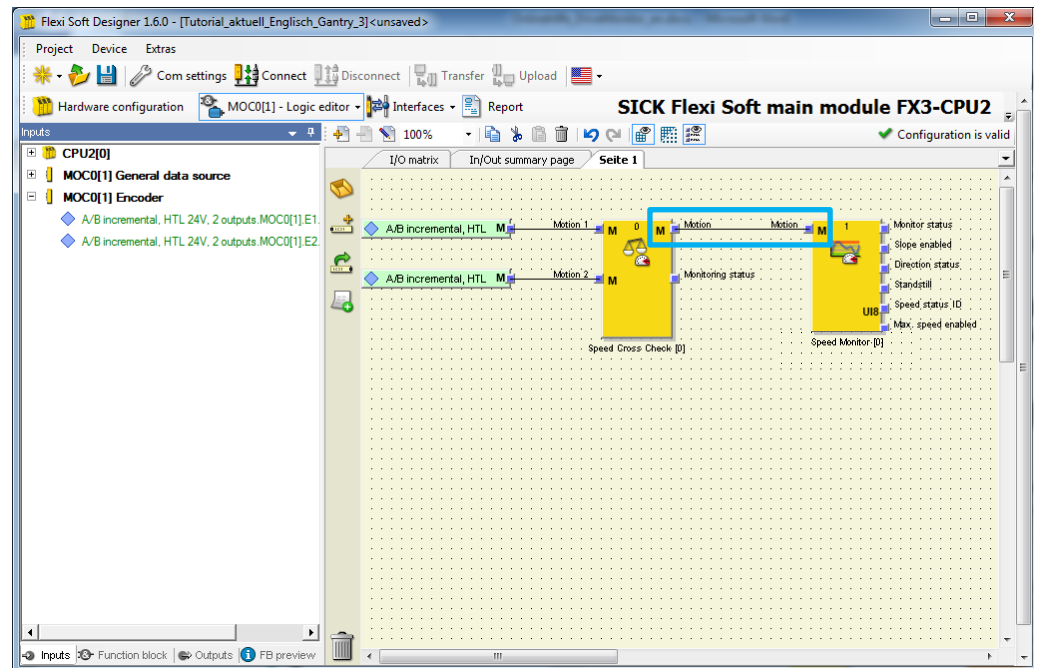 Flexi Soft Designer 1.6.0 - [Tutorial_aktuell_Englisch_Gantry_3]<unsaved>
Project Device Extras
Com settings Connect Disconnect Transfer Upload
Hardware configuration MOC0[1] - Logic editor Interfaces Report SICK Flexi Soft main module FX3-CPU2
Inputs
100%
Configuration is valid
CPU2[0]
MOC0[1] General data source
MOC0[1] Encoder
A/B incremental, HTL 24V, 2 outputs.MOC0[1].E1.
A/B incremental, HTL 24V, 2 outputs.MOC0[1].E2.
I/O matrix In/Out summary page Seite 1
A/B incremental, HTL M Motion 1 M 0 M Motion Motion M 1 Monitor status
Slope enabled
Direction status
A/B incremental, HTL M Motion 2 M Monitoring status
Standstill
UI8 Speed status ID
Max. speed enabled
Speed Cross Check [0] Speed Monitor [0]
Inputs Function block Outputs FB preview